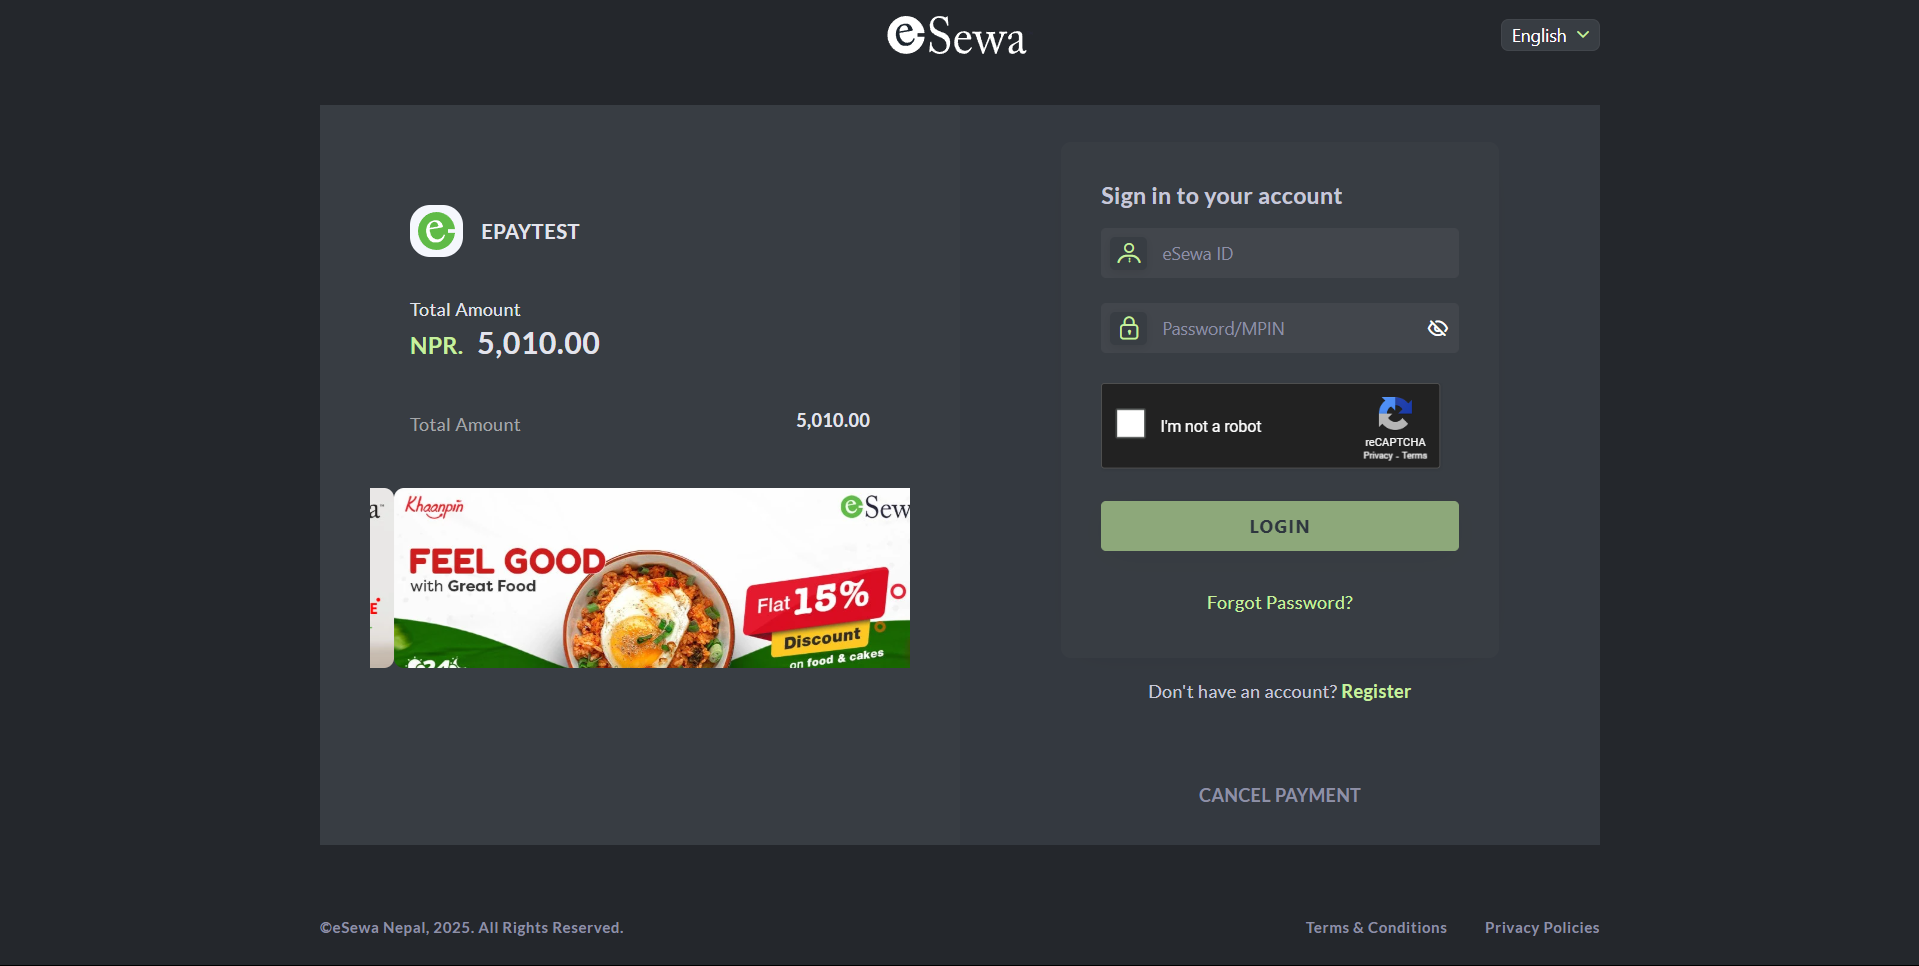 eSewa
English
EPAYTEST
Total Amount
NPR. 5,010.00
Total Amount 5,010.00
a™
Khaanpin
eSew
FEEL GOOD
with Great Food
Flat 15%
Discount
on food & cakes
E
Sign in to your account
eSewa ID
Password/MPIN
I'm not a robot
reCAPTCHA
Privacy - Terms
LOGIN
Forgot Password?
Don't have an account? Register
CANCEL PAYMENT
©eSewa Nepal, 2025. All Rights Reserved.
Terms & Conditions Privacy Policies